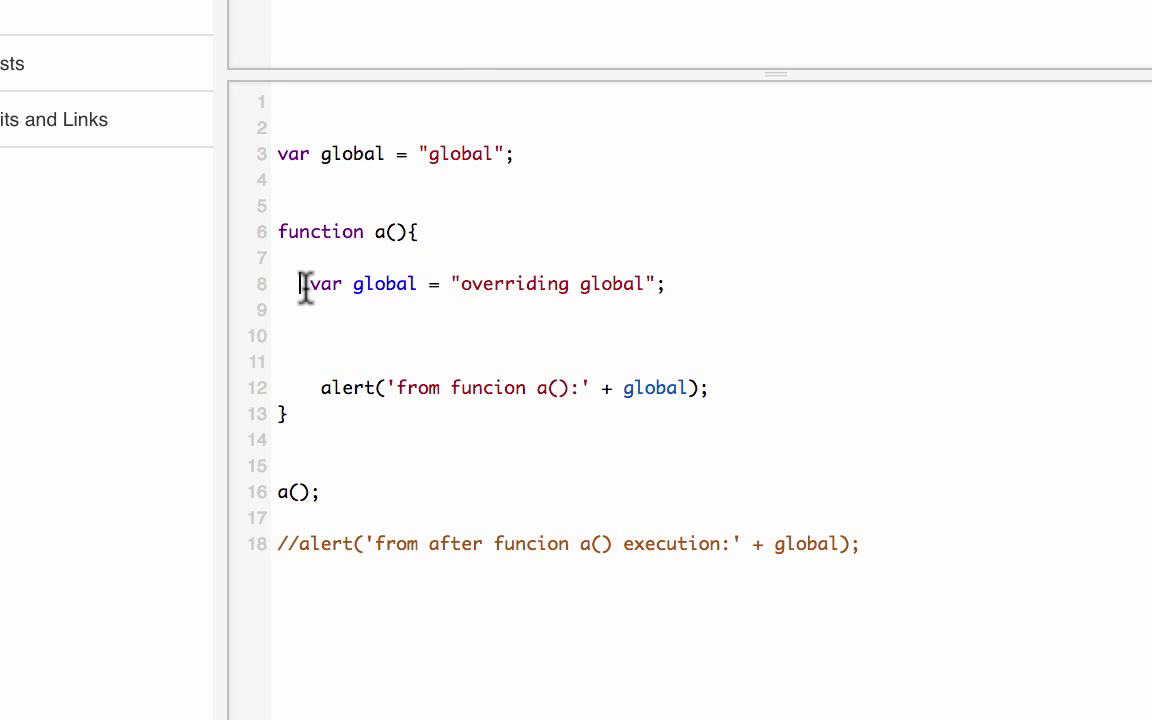 sts
its and Links
1
2
3 var global = "global";
4
5
6 function a(){
7
8 var global = "overriding global";
9
10
11
12 alert('from funcion a():' + global);
13 }
14
15
16 a();
17
18 //alert('from after funcion a() execution:' + global);